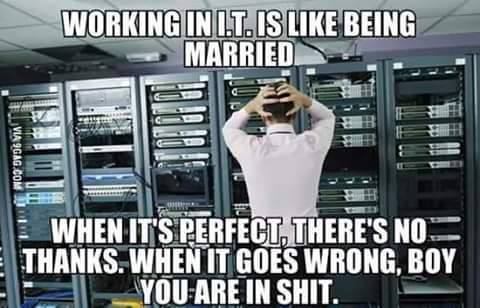 WORKING IN I.T. IS LIKE BEING
MARRIED
VIA 9GAG.COM
WHEN IT'S PERFECT, THERE'S NO
THANKS. WHEN IT GOES WRONG, BOY
YOU ARE IN SHIT.